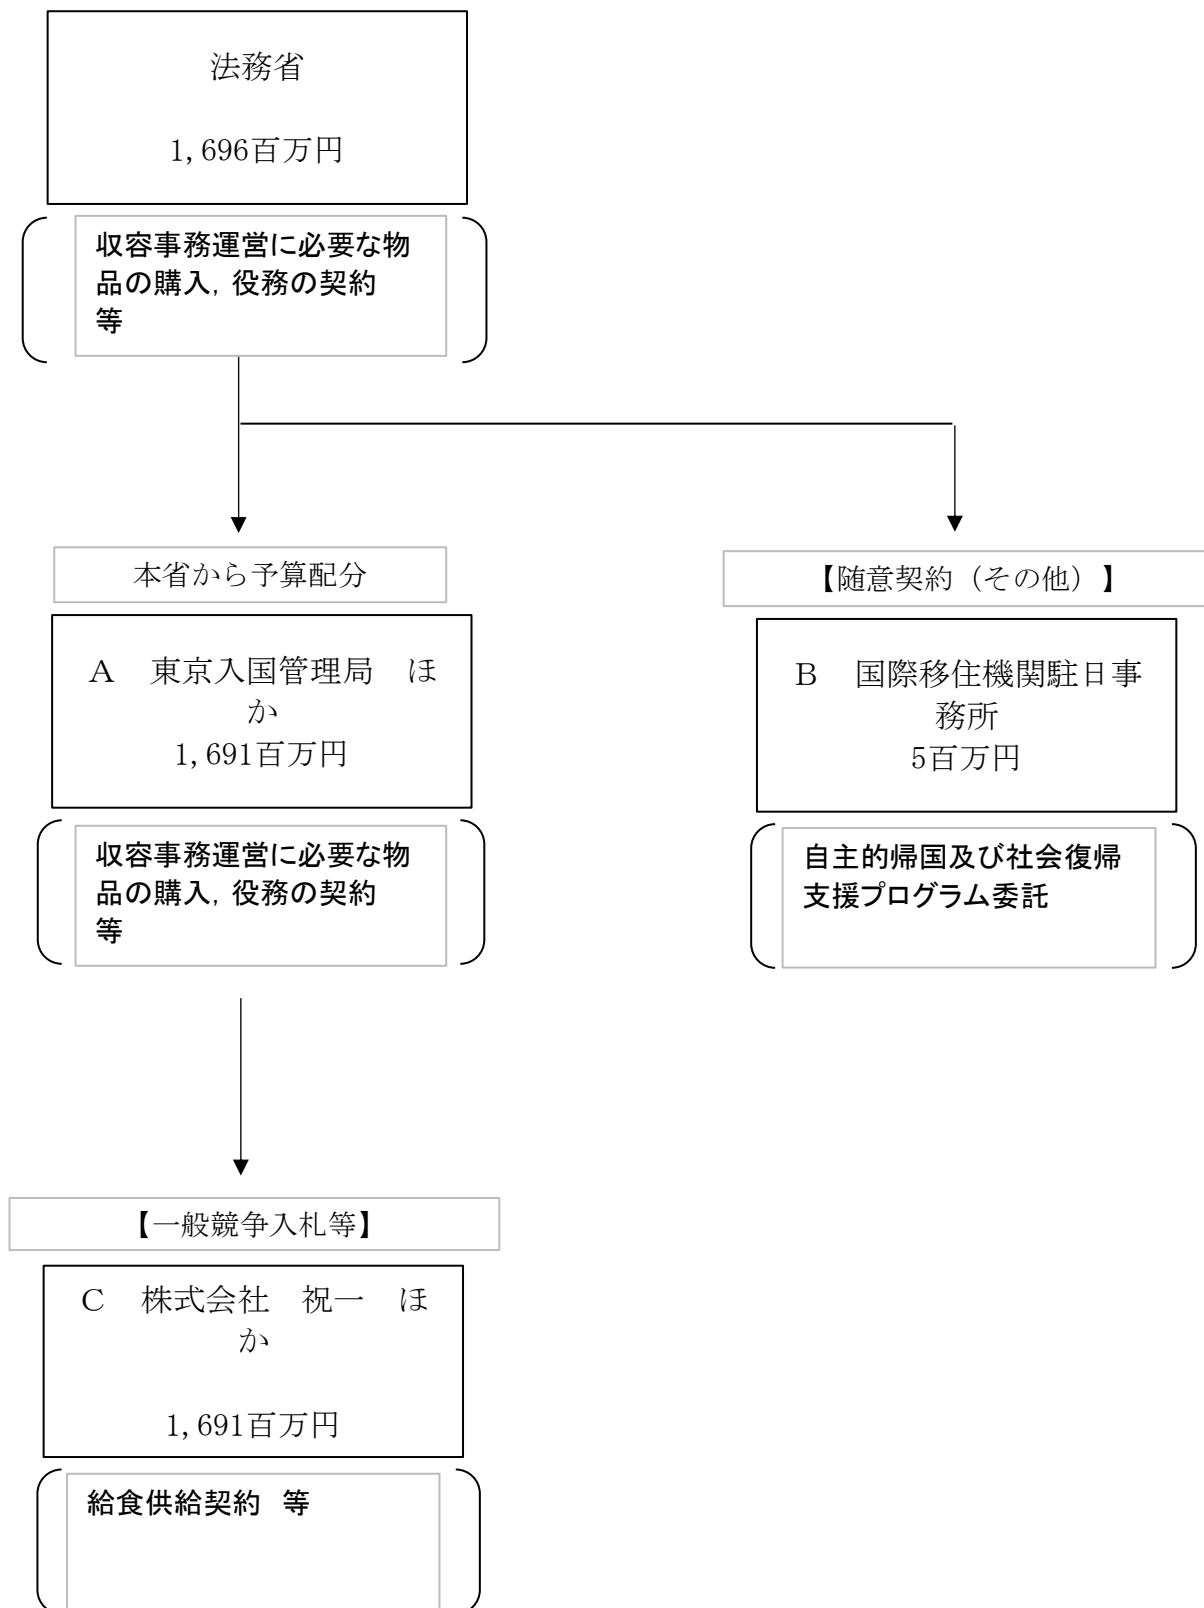 法務省
1,696百万円
収容事務運営に必要な物
品の購入，役務の契約
等
本省から予算配分
A　東京入国管理局　ほ
か
1,691百万円
収容事務運営に必要な物
品の購入，役務の契約
等
【随意契約（その他）】
B　国際移住機関駐日事
務所
5百万円
自主的帰国及び社会復帰
支援プログラム委託
【一般競争入札等】
C　株式会社　祝一　ほ
か
1,691百万円
給食供給契約　等